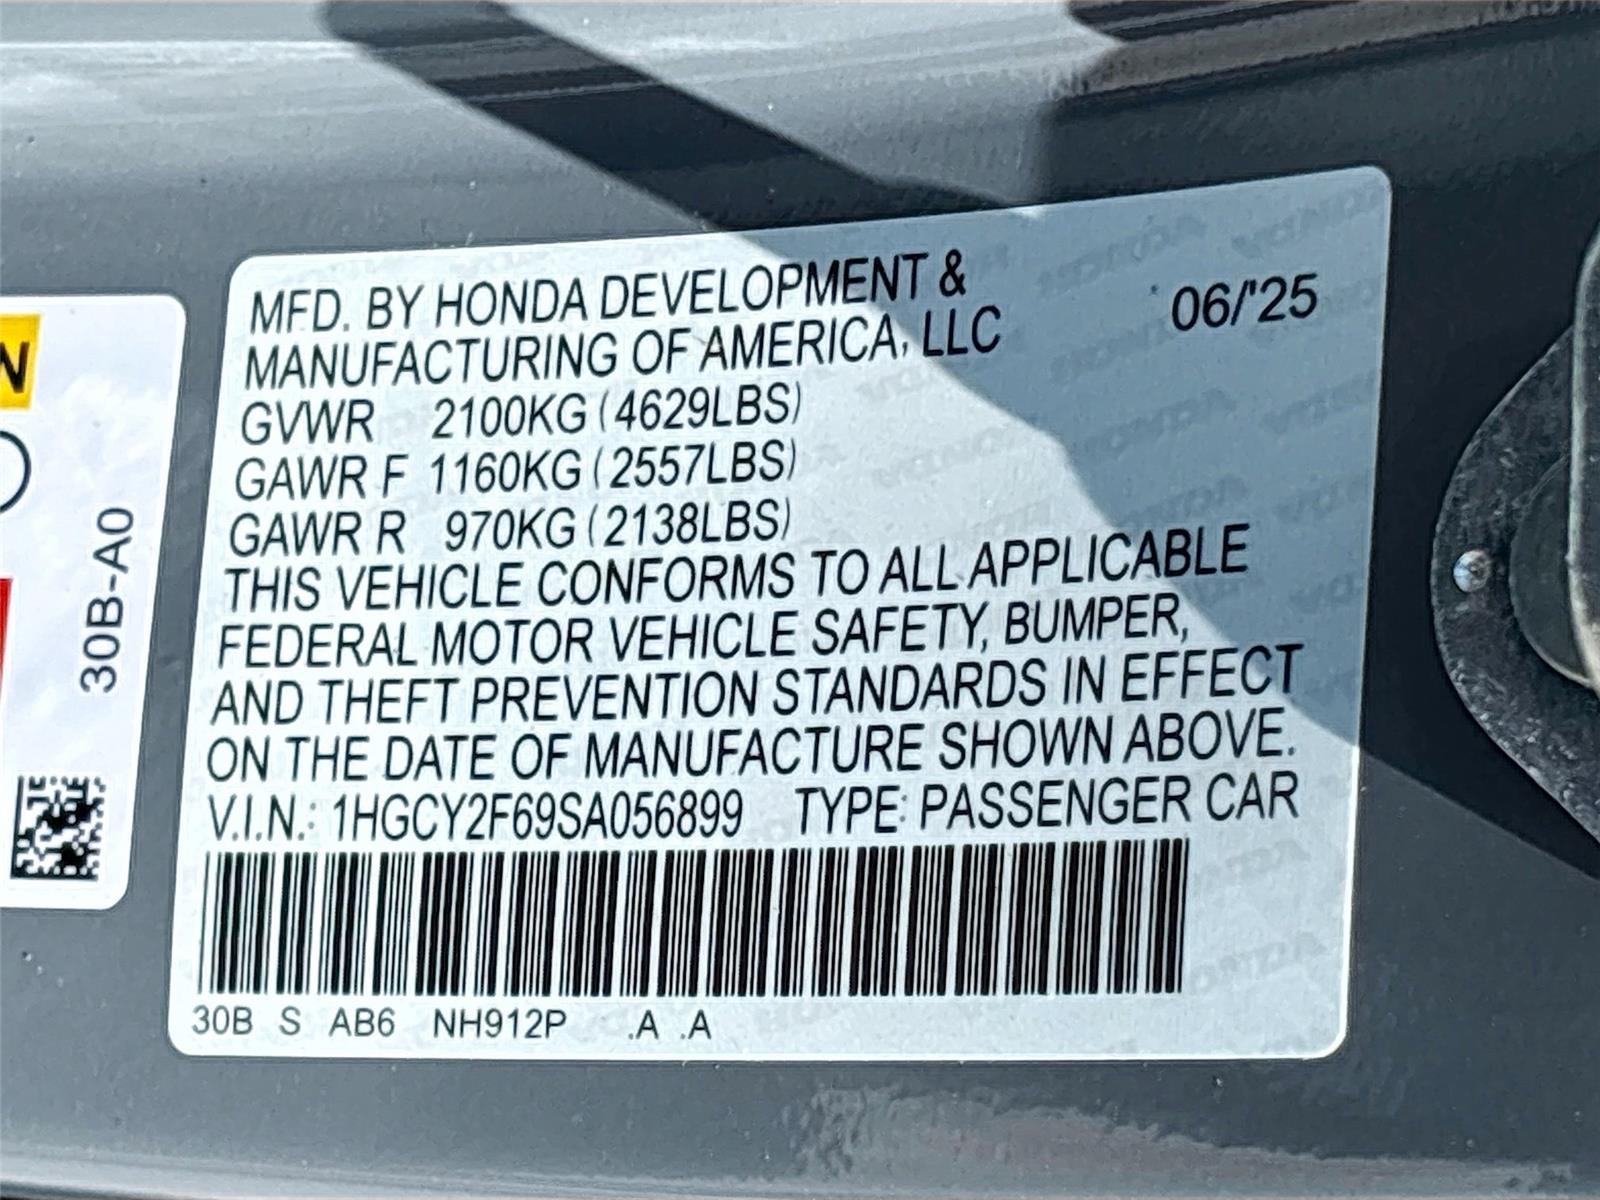 MFD. BY HONDA DEVELOPMENT &
MANUFACTURING OF AMERICA, LLC
06/'25
GVWR 2100KG (4629LBS)
GAWR F 1160KG (2557LBS)
GAWR R 970KG (2138LBS)
THIS VEHICLE CONFORMS TO ALL APPLICABLE
FEDERAL MOTOR VEHICLE SAFETY, BUMPER,
AND THEFT PREVENTION STANDARDS IN EFFECT
ON THE DATE OF MANUFACTURE SHOWN ABOVE.
V.I.N.: 1HGCY2F69SA056899 TYPE: PASSENGER CAR
30B S AB6 NH912P .A .A
30B-A0